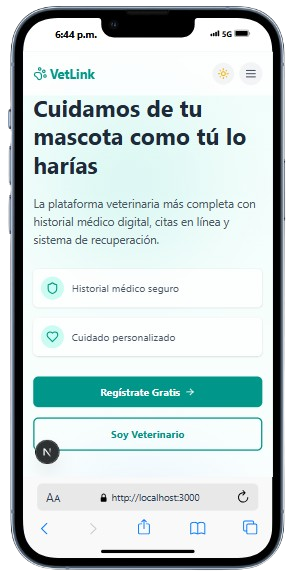 6:44 p.m.
5G
VetLink
Cuidamos de tu
mascota como tú lo
harías
La plataforma veterinaria más completa con
historial médico digital, citas en línea y
sistema de recuperación.
Historial médico seguro
Cuidado personalizado
Regístrate Gratis →
Soy Veterinario
N
AA
http://localhost:3000